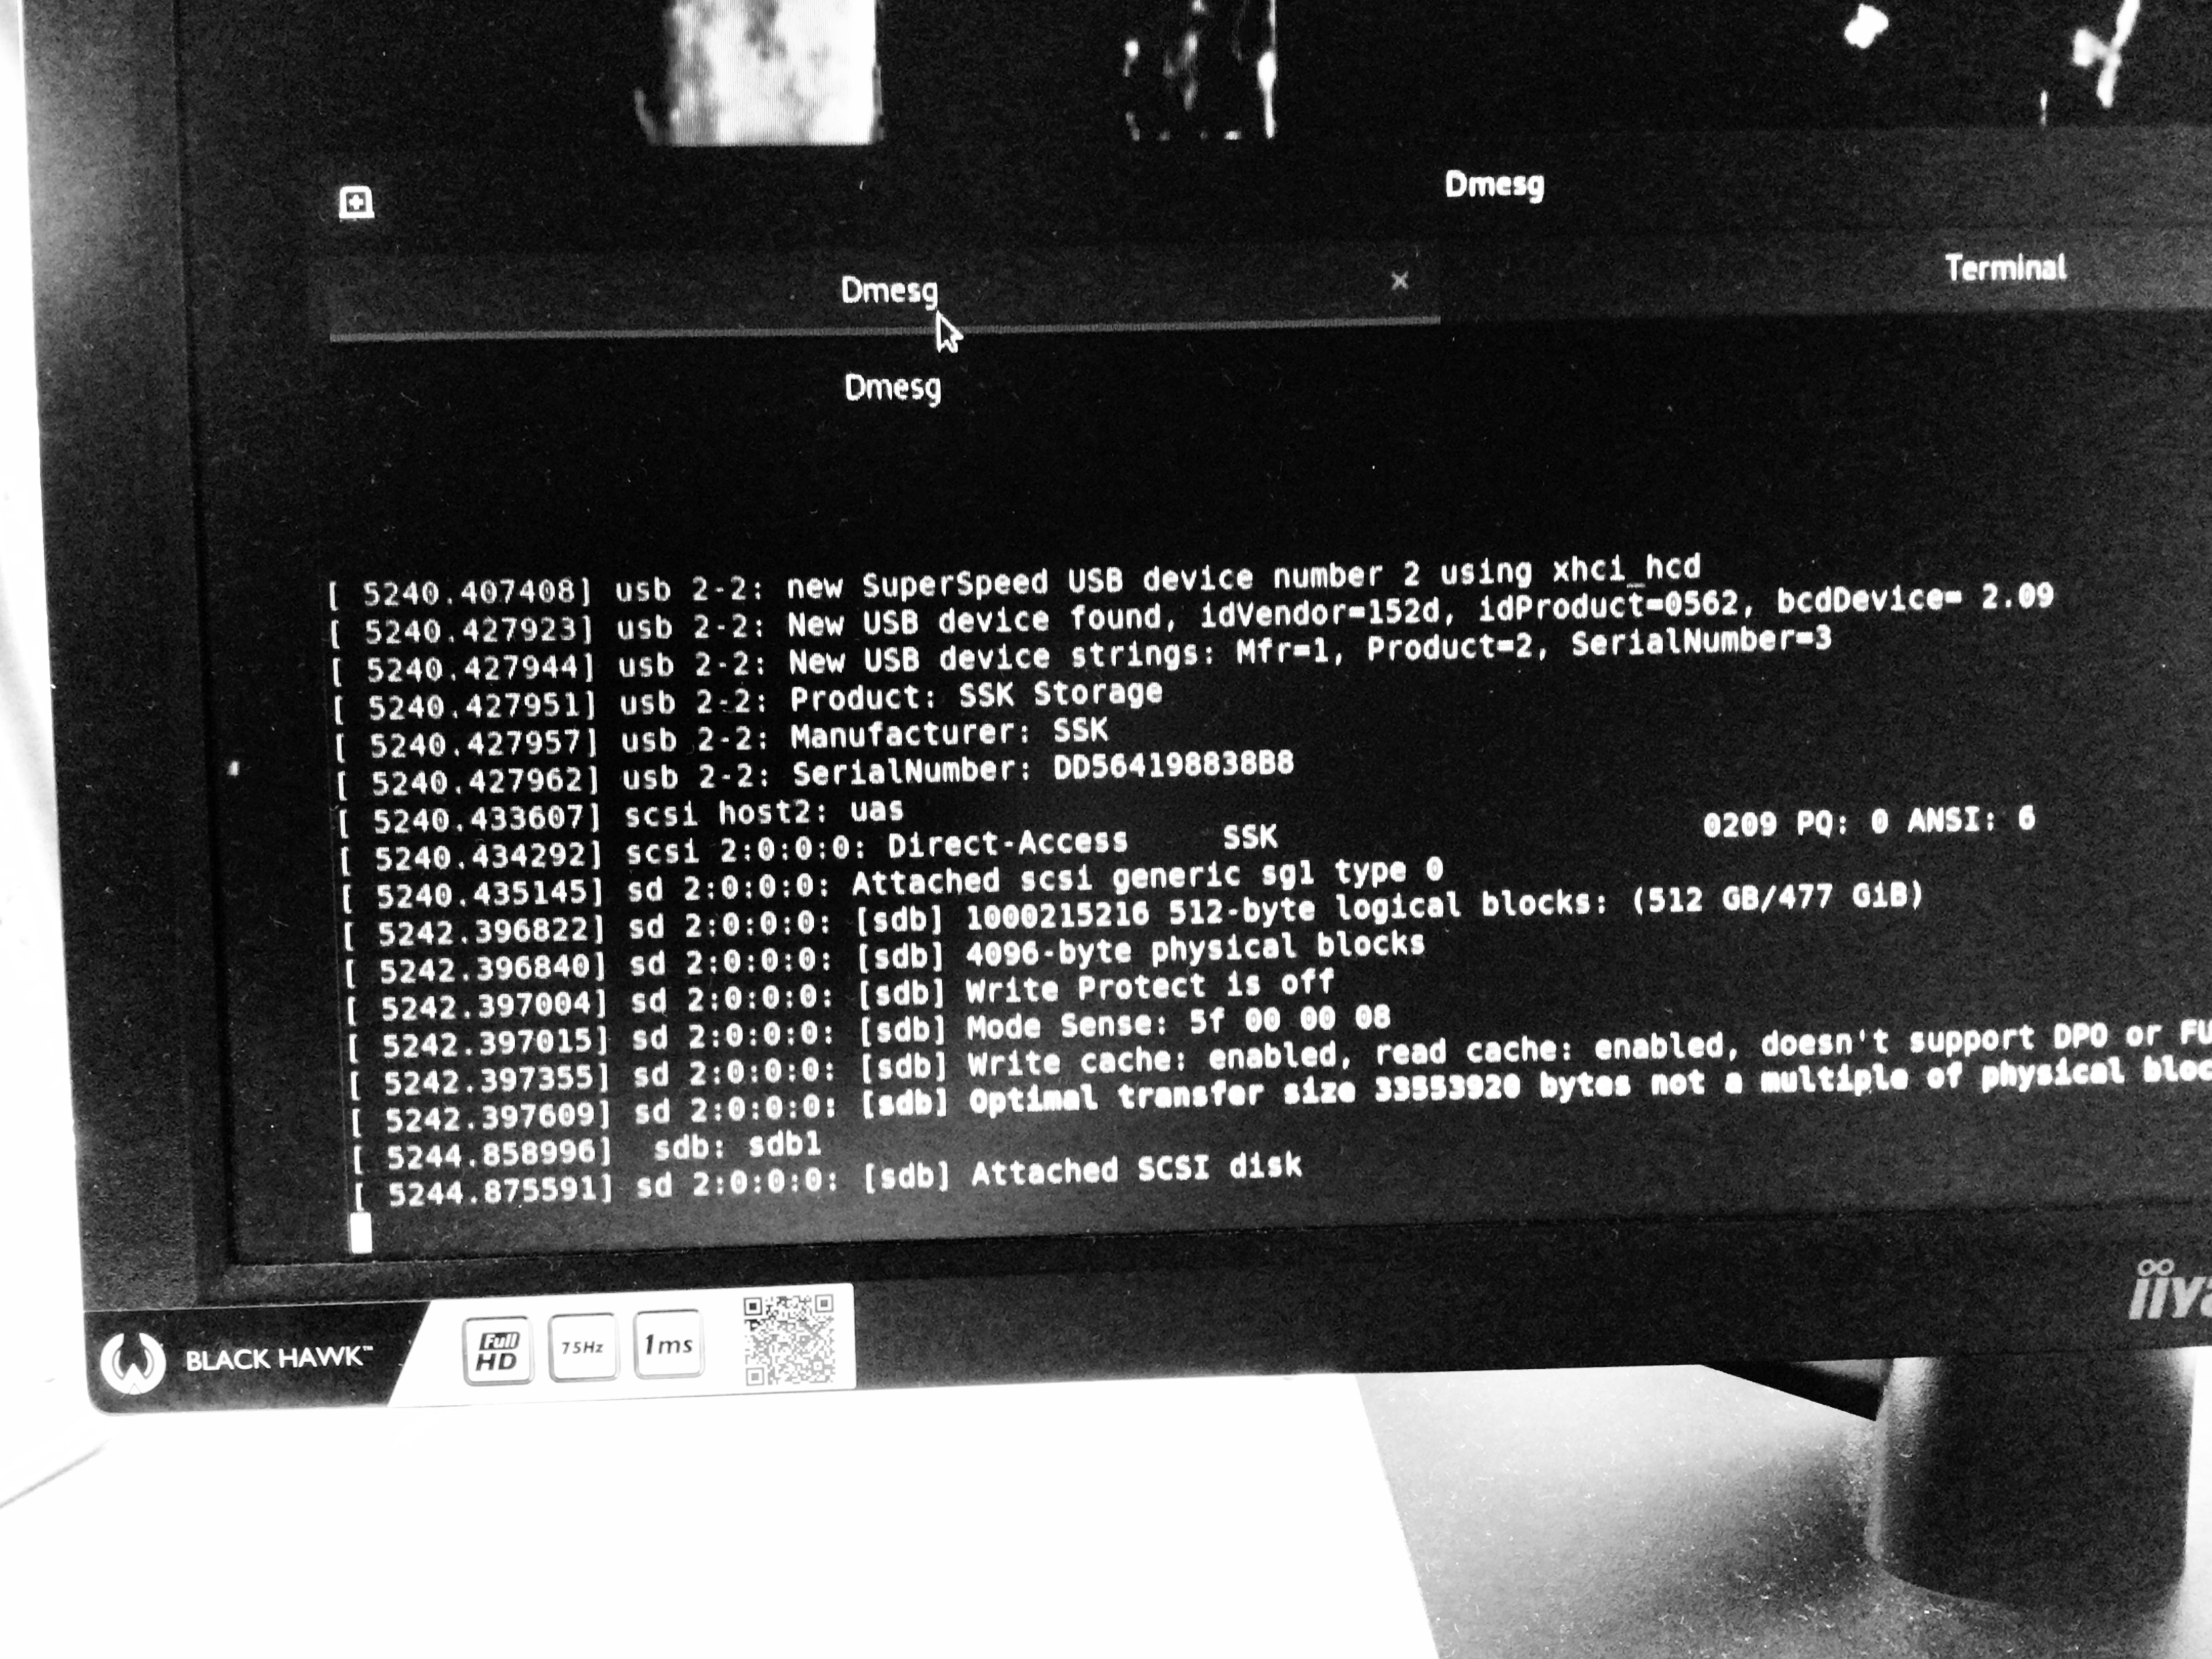 Dmesg
Dmesg ×
Terminal
Dmesg
[ 5240.407408] usb 2-2: new SuperSpeed USB device number 2 using xhci_hcd
[ 5240.427923] usb 2-2: New USB device found, idVendor=152d, idProduct=0562, bcdDevice= 2.09
[ 5240.427944] usb 2-2: New USB device strings: Mfr=1, Product=2, SerialNumber=3
[ 5240.427951] usb 2-2: Product: SSK Storage
[ 5240.427957] usb 2-2: Manufacturer: SSK
[ 5240.427962] usb 2-2: SerialNumber: DD564198838B8
[ 5240.433607] scsi host2: uas
[ 5240.434292] scsi 2:0:0:0: Direct-Access     SSK                       0209 PQ: 0 ANSI: 6
[ 5240.435145] sd 2:0:0:0: Attached scsi generic sg1 type 0
[ 5242.396822] sd 2:0:0:0: [sdb] 1000215216 512-byte logical blocks: (512 GB/477 GiB)
[ 5242.396840] sd 2:0:0:0: [sdb] 4096-byte physical blocks
[ 5242.397004] sd 2:0:0:0: [sdb] Write Protect is off
[ 5242.397015] sd 2:0:0:0: [sdb] Mode Sense: 5f 00 00 08
[ 5242.397355] sd 2:0:0:0: [sdb] Write cache: enabled, read cache: enabled, doesn't support DPO or FU
[ 5242.397609] sd 2:0:0:0: [sdb] Optimal transfer size 33553920 bytes not a multiple of physical bloc
[ 5244.858996]  sdb: sdb1
[ 5244.875591] sd 2:0:0:0: [sdb] Attached SCSI disk
iiya
BLACK HAWK™
Full HD
75Hz
1ms